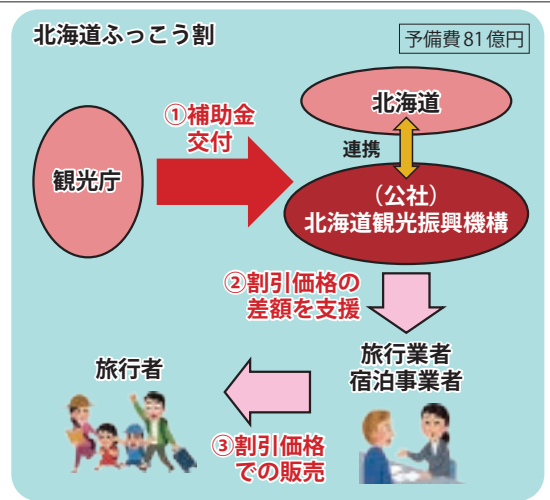 北海道ふっこう割
予備費81億円
北海道
①補助金
交付
連携
観光庁
（公社）
北海道観光振興機構
②割引価格の
差額を支援
旅行業者
宿泊事業者
旅行者
③割引価格
での販売